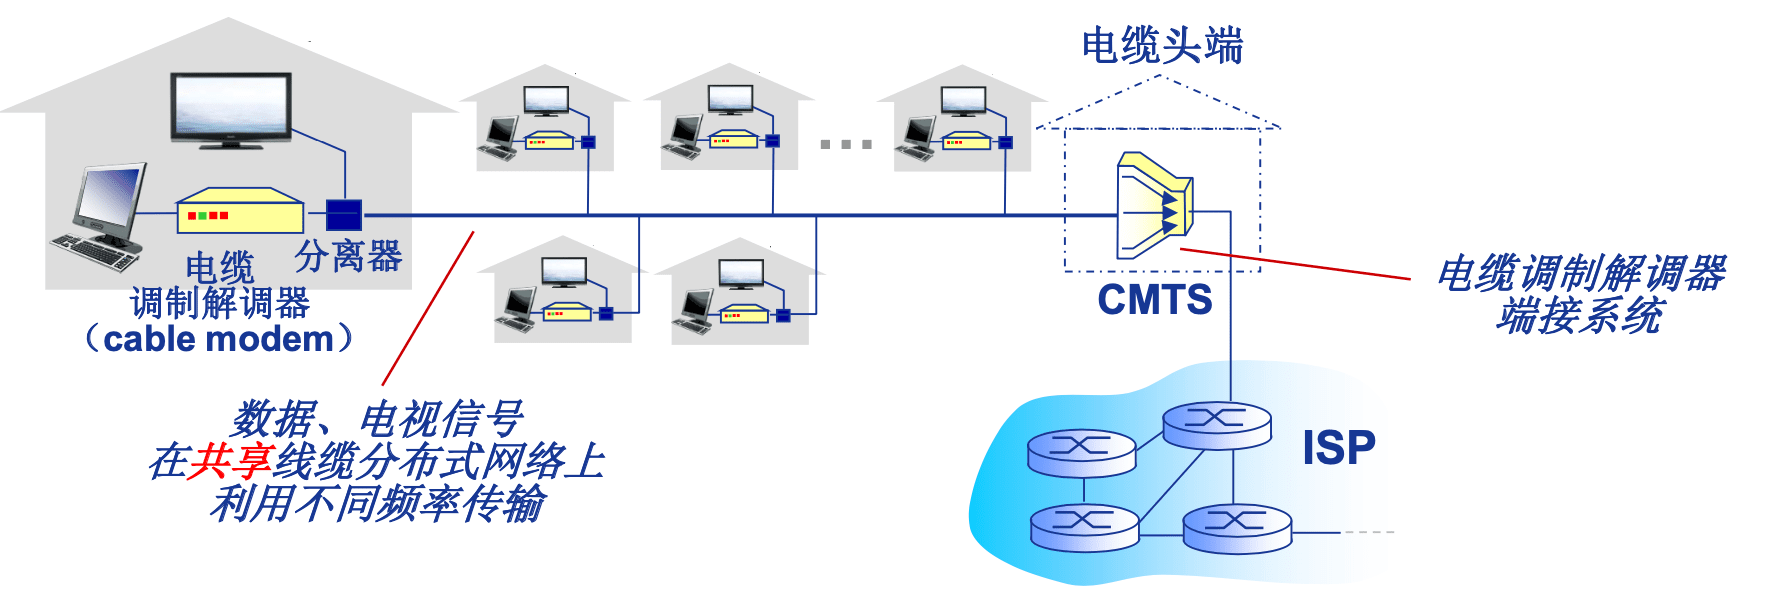 电缆头端
分离器
电缆
调制解调器
（cable modem）
CMTS
电缆调制解调器
端接系统
数据、电视信号
在共享线缆分布式网络上
利用不同频率传输
ISP